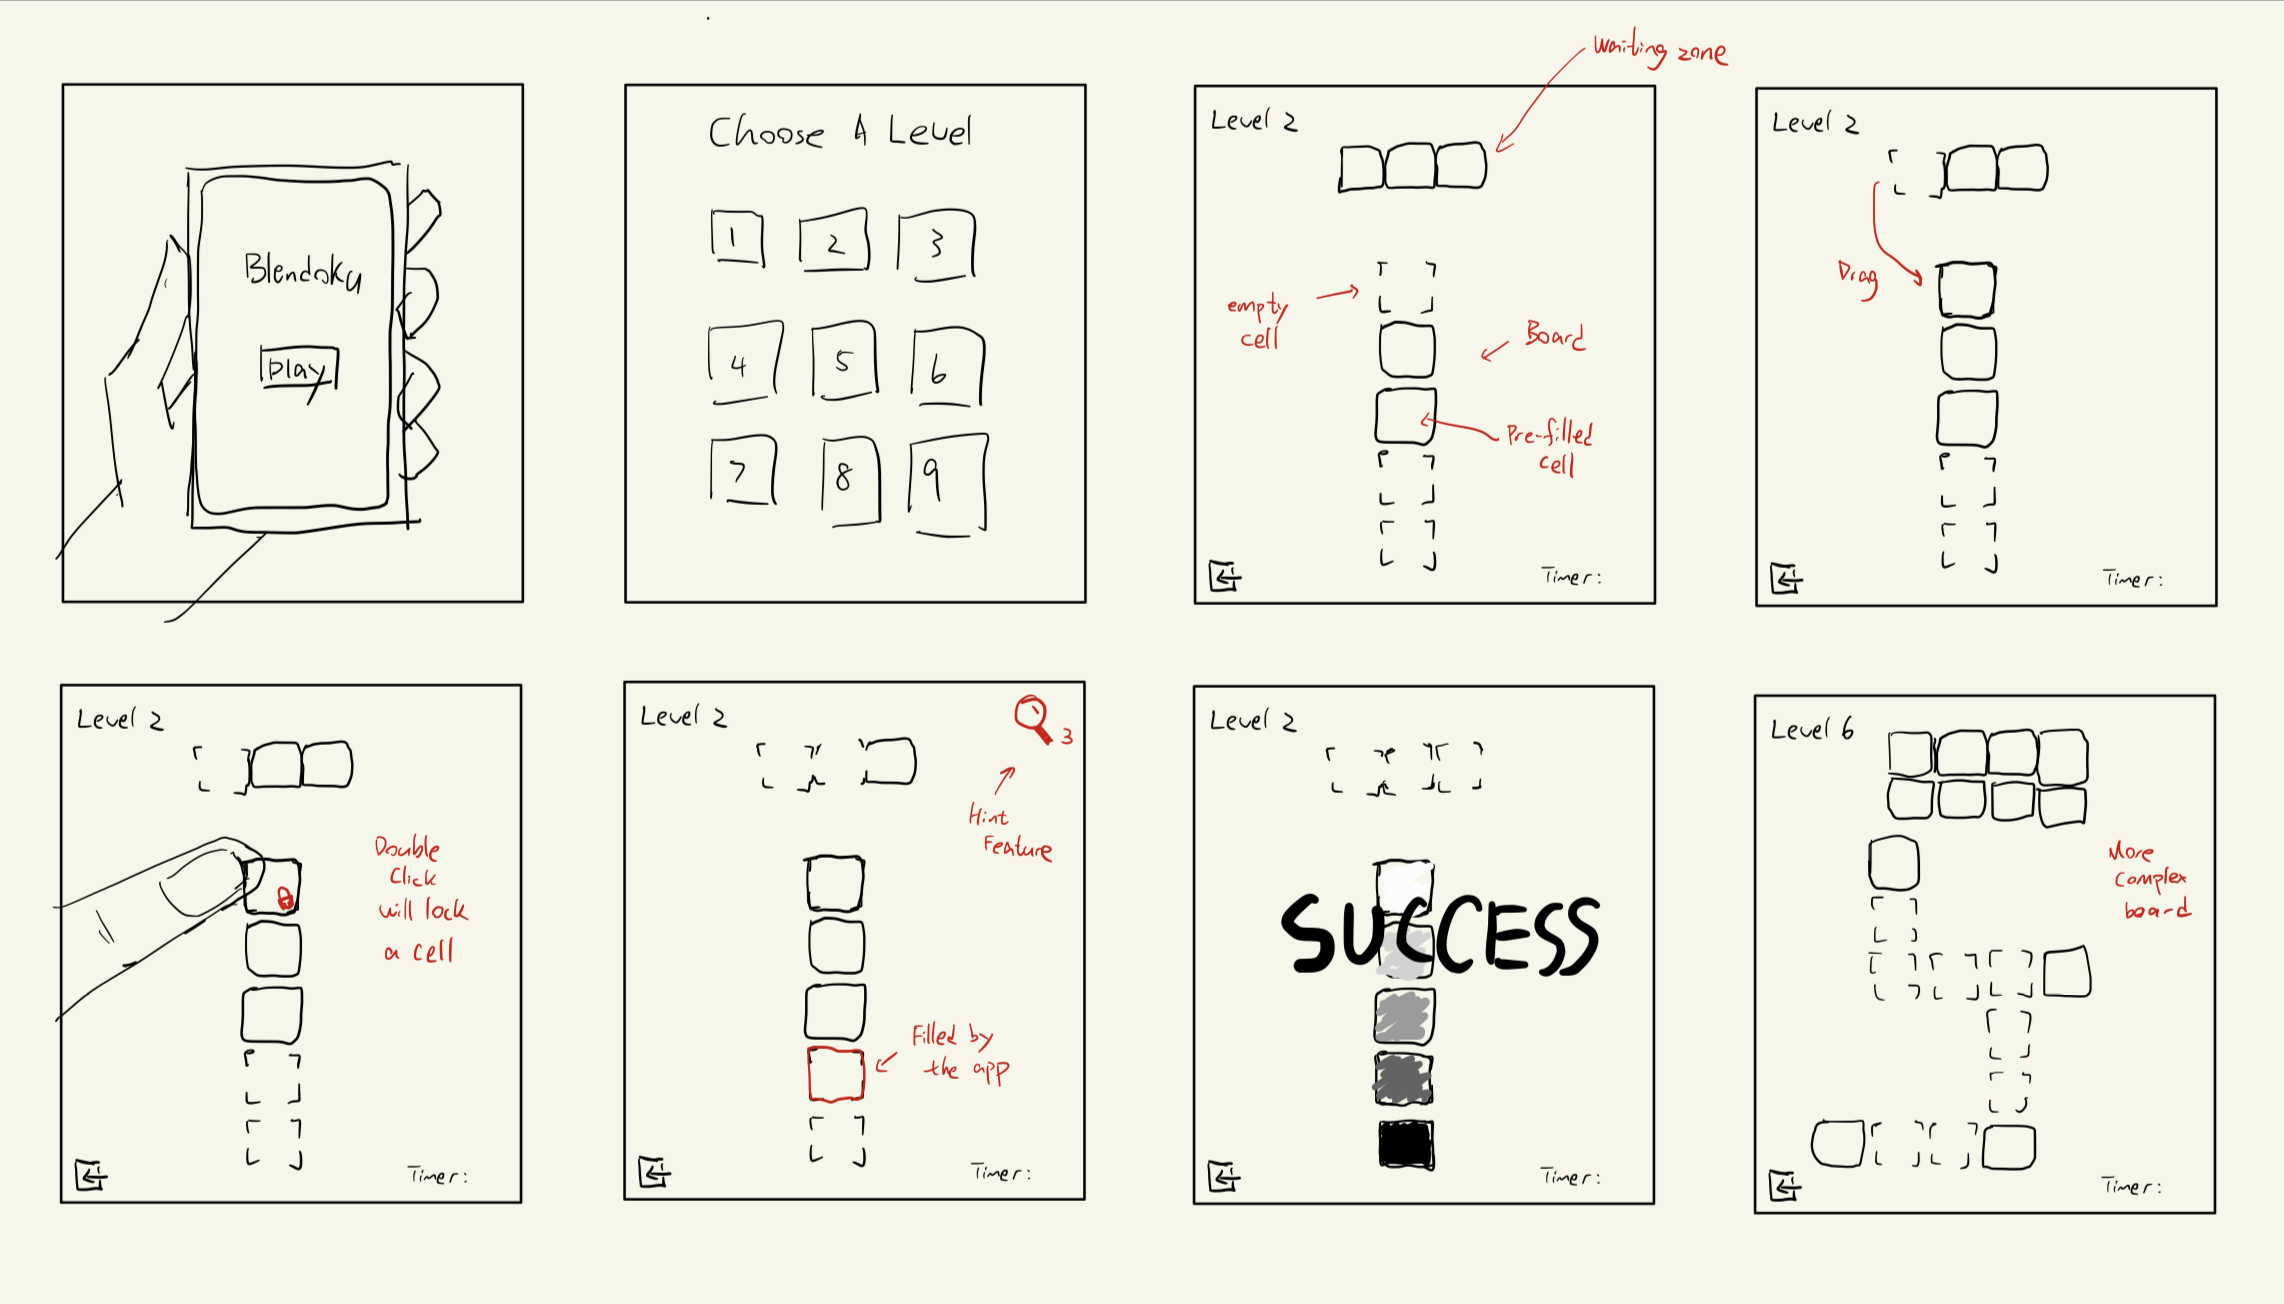 Blendoku
play
Choose A Level
1 2 3
4 5 6
7 8 9
waiting zone
Level 2
empty
cell
Board
Pre-filled
cell
Timer:
Level 2
Drag
Timer:
Level 2
Double
Click
will lock
a cell
Timer:
Level 2
3
Hint
Feature
Filled by
the app
Timer:
Level 2
SUCCESS
Timer:
Level 6
More
complex
board
Timer: